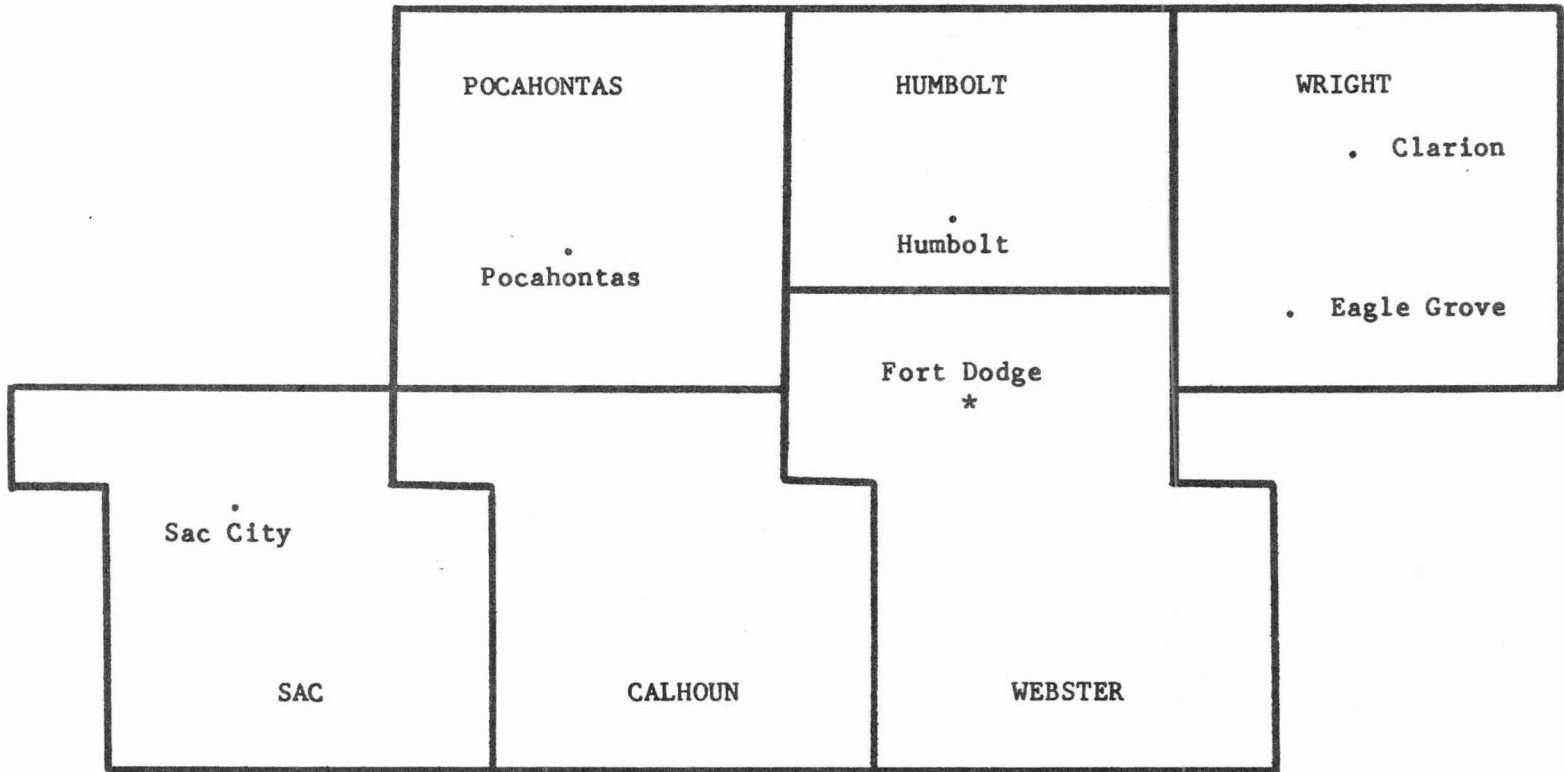 POCAHONTAS
HUMBOLT
WRIGHT
. Clarion
.
Humbolt
.
Pocahontas
. Eagle Grove
Fort Dodge
*
.
Sac City
SAC
CALHOUN
WEBSTER